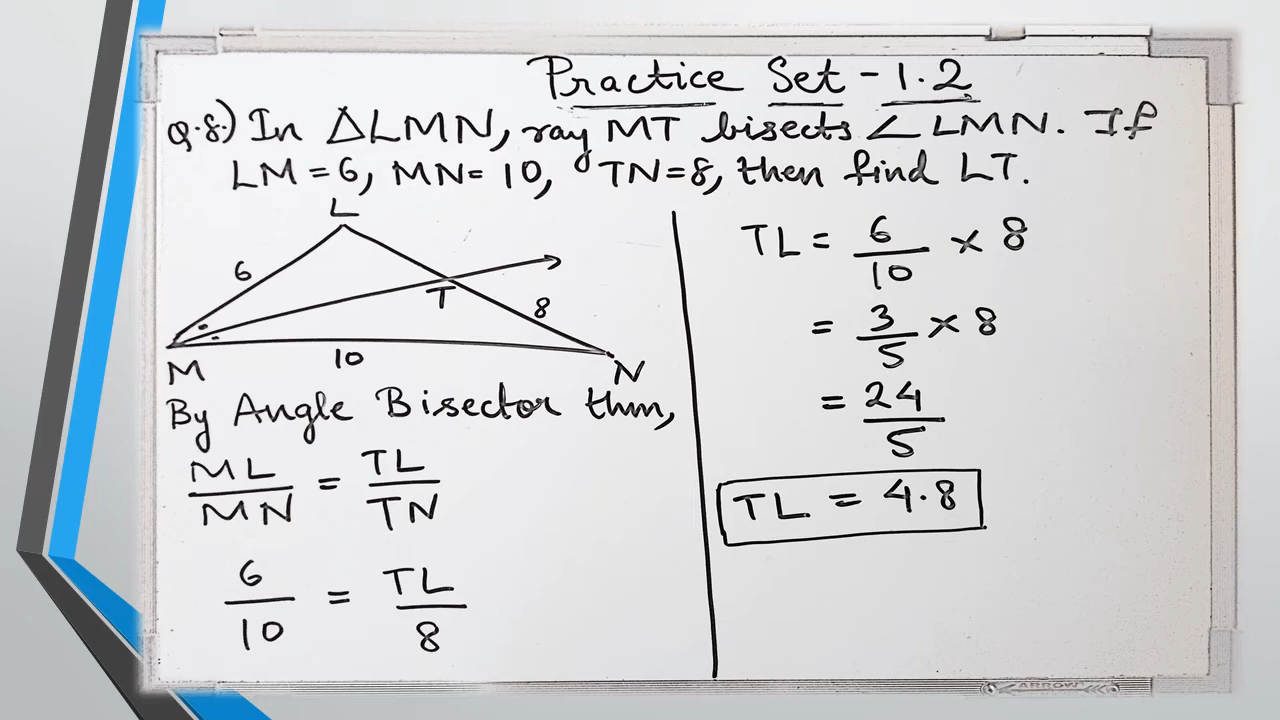 Practice Set - 1.2
Q.8.) In △LMN, ray MT bisects ∠LMN. If
LM = 6, MN = 10, TN = 8, then find LT.
L
6
T
8
M
10
N
By Angle Bisector thm,
ML/MN = TL/TN
6/10 = TL/8
TL = 6/10 × 8
= 3/5 × 8
= 24/5
TL = 4.8
ARROW